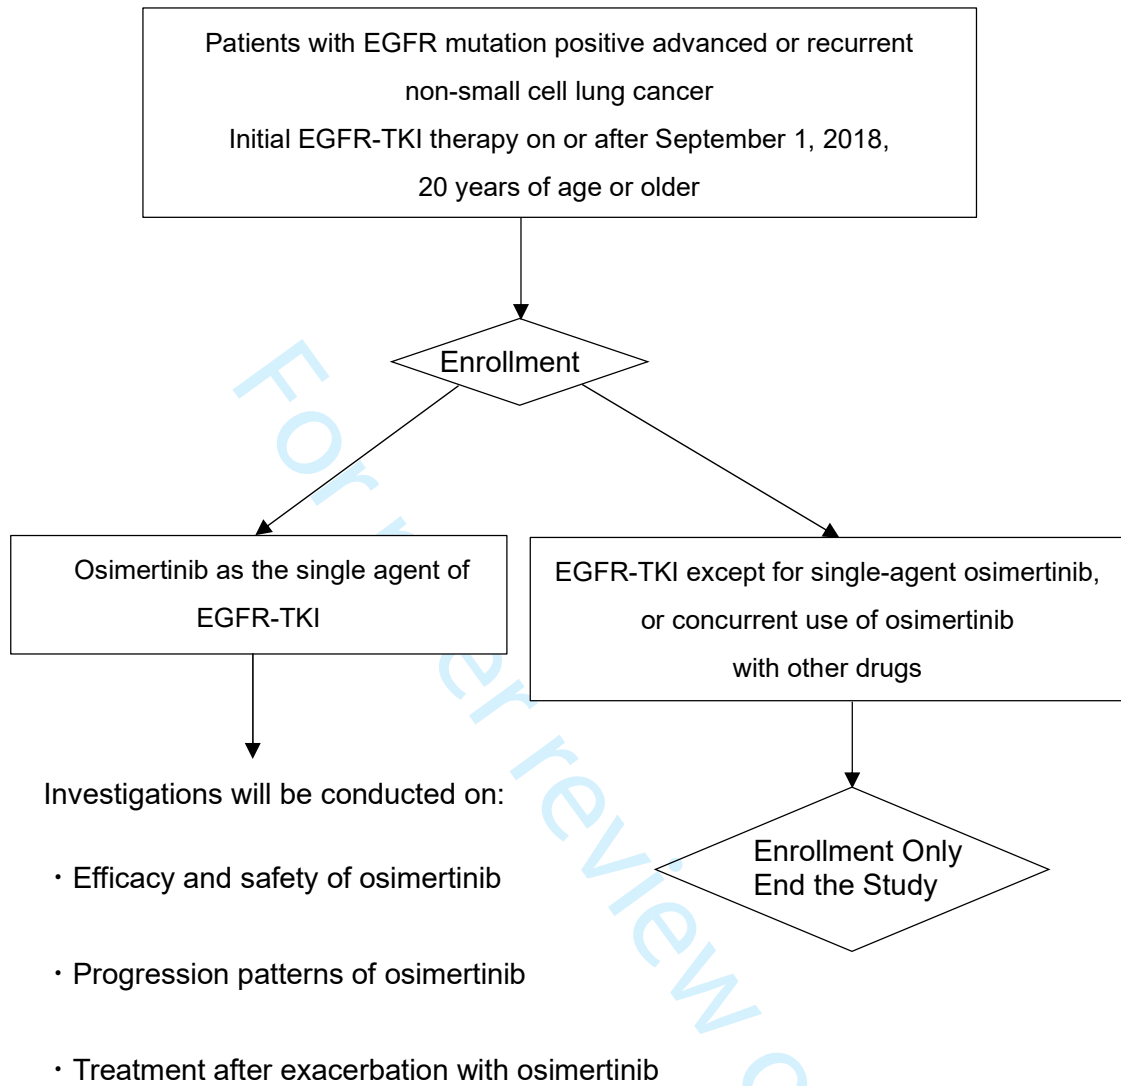 Patients with EGFR mutation positive advanced or recurrent
non-small cell lung cancer
Initial EGFR-TKI therapy on or after September 1, 2018,
20 years of age or older
Enrollment
Osimertinib as the single agent of
EGFR-TKI
EGFR-TKI except for single-agent osimertinib,
or concurrent use of osimertinib
with other drugs
Investigations will be conducted on:
・Efficacy and safety of osimertinib
・Progression patterns of osimertinib
・Treatment after exacerbation with osimertinib
Enrollment Only
End the Study
For review